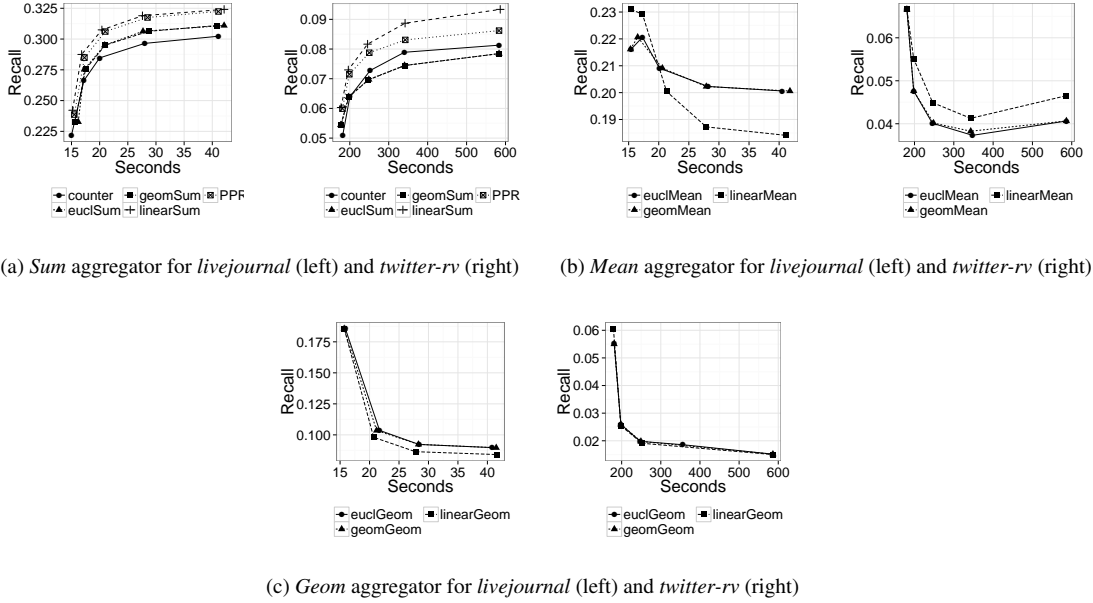 0.325
0.300
0.275
0.250
0.225
Recall
15 20 25 30 35 40
Seconds
counter geomSum PPR
euclSum linearSum
0.09
0.08
0.07
0.06
0.05
Recall
200 300 400 500 600
Seconds
counter geomSum PPR
euclSum linearSum
(a) Sum aggregator for livejournal (left) and twitter-rv (right)
0.23
0.22
0.21
0.20
0.19
Recall
15 20 25 30 35 40
Seconds
euclMean linearMean
geomMean
0.06
0.05
0.04
Recall
200 300 400 500 600
Seconds
euclMean linearMean
geomMean
(b) Mean aggregator for livejournal (left) and twitter-rv (right)
0.175
0.150
0.125
0.100
Recall
15 20 25 30 35 40
Seconds
euclGeom linearGeom
geomGeom
0.06
0.05
0.04
0.03
0.02
Recall
200 300 400 500 600
Seconds
euclGeom linearGeom
geomGeom
(c) Geom aggregator for livejournal (left) and twitter-rv (right)